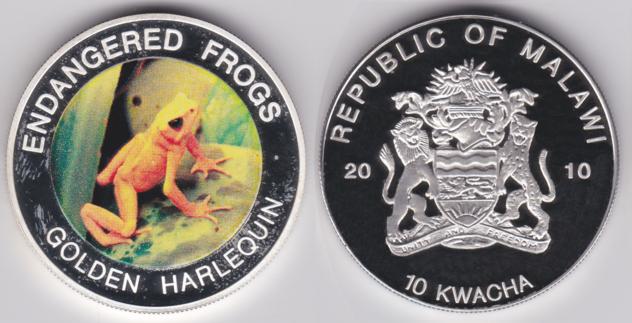 ENDANGERED FROGS
GOLDEN HARLEQUIN
REPUBLIC OF MALAWI
20 10
UNITY AND FREEDOM
10 KWACHA